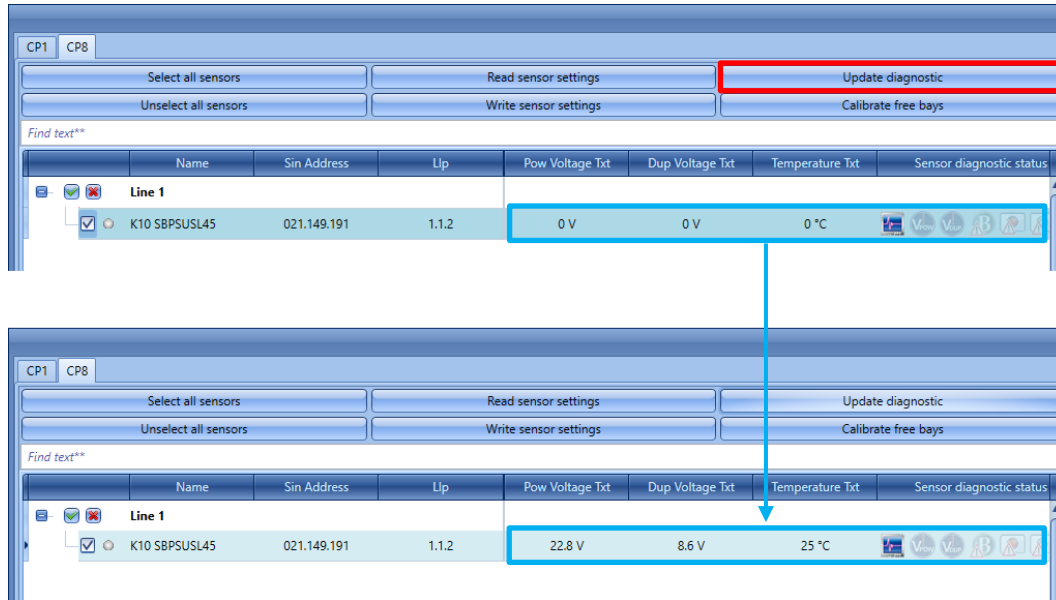 CP1 CP8
Select all sensors Read sensor settings Update diagnostic
Unselect all sensors Write sensor settings Calibrate free bays
Find text**
Name Sin Address Llp Pow Voltage Txt Dup Voltage Txt Temperature Txt Sensor diagnostic status
Line 1
K10 SBPSUSL45 021.149.191 1.1.2 0 V 0 V 0 °C VPOW VDUP B
CP1 CP8
Select all sensors Read sensor settings Update diagnostic
Unselect all sensors Write sensor settings Calibrate free bays
Find text**
Name Sin Address Llp Pow Voltage Txt Dup Voltage Txt Temperature Txt Sensor diagnostic status
Line 1
K10 SBPSUSL45 021.149.191 1.1.2 22.8 V 8.6 V 25 °C VPOW VDUP B